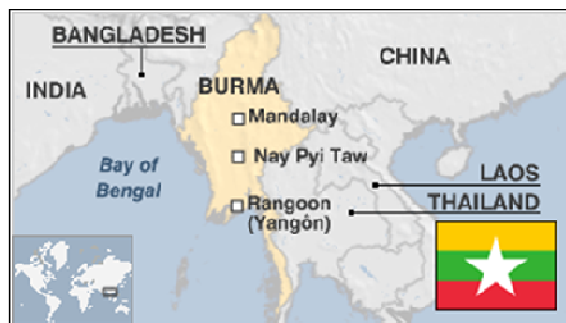 BANGLADESH
CHINA
INDIA
BURMA
Mandalay
Bay of
Bengal
Nay Pyi Taw
LAOS
THAILAND
Rangoon
(Yangôn)